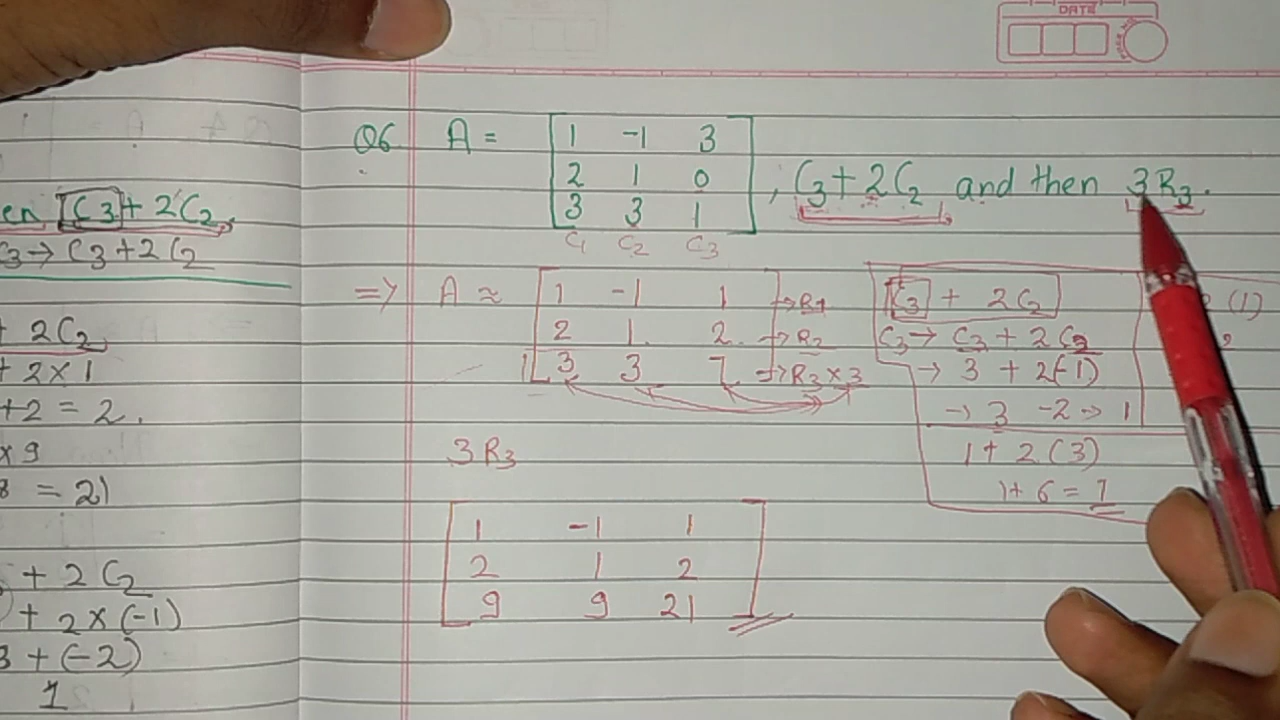 DATE
Q6. A = [ 1 -1 3
2 1 0
3 3 1 ], C3 + 2C2 and then 3R3.
C1 C2 C3
=> A ≈ [ 1 -1 1 ] → R1
2 1 2 → R2
3 3 7 → R3 × 3
C3 + 2C2
C3 → C3 + 2C2
→ 3 + 2(-1)
→ 3 - 2 → 1
1 + 2(3)
1 + 6 = 7
(1)
3R3
[ 1 -1 1
2 1 2
9 9 21 ]
en C3 + 2C2.
C3 → C3 + 2C2
+ 2C2
+ 2×1
+2 = 2.
×9
= 21
+ 2C2
+ 2×(-1)
3 + (-2)
1